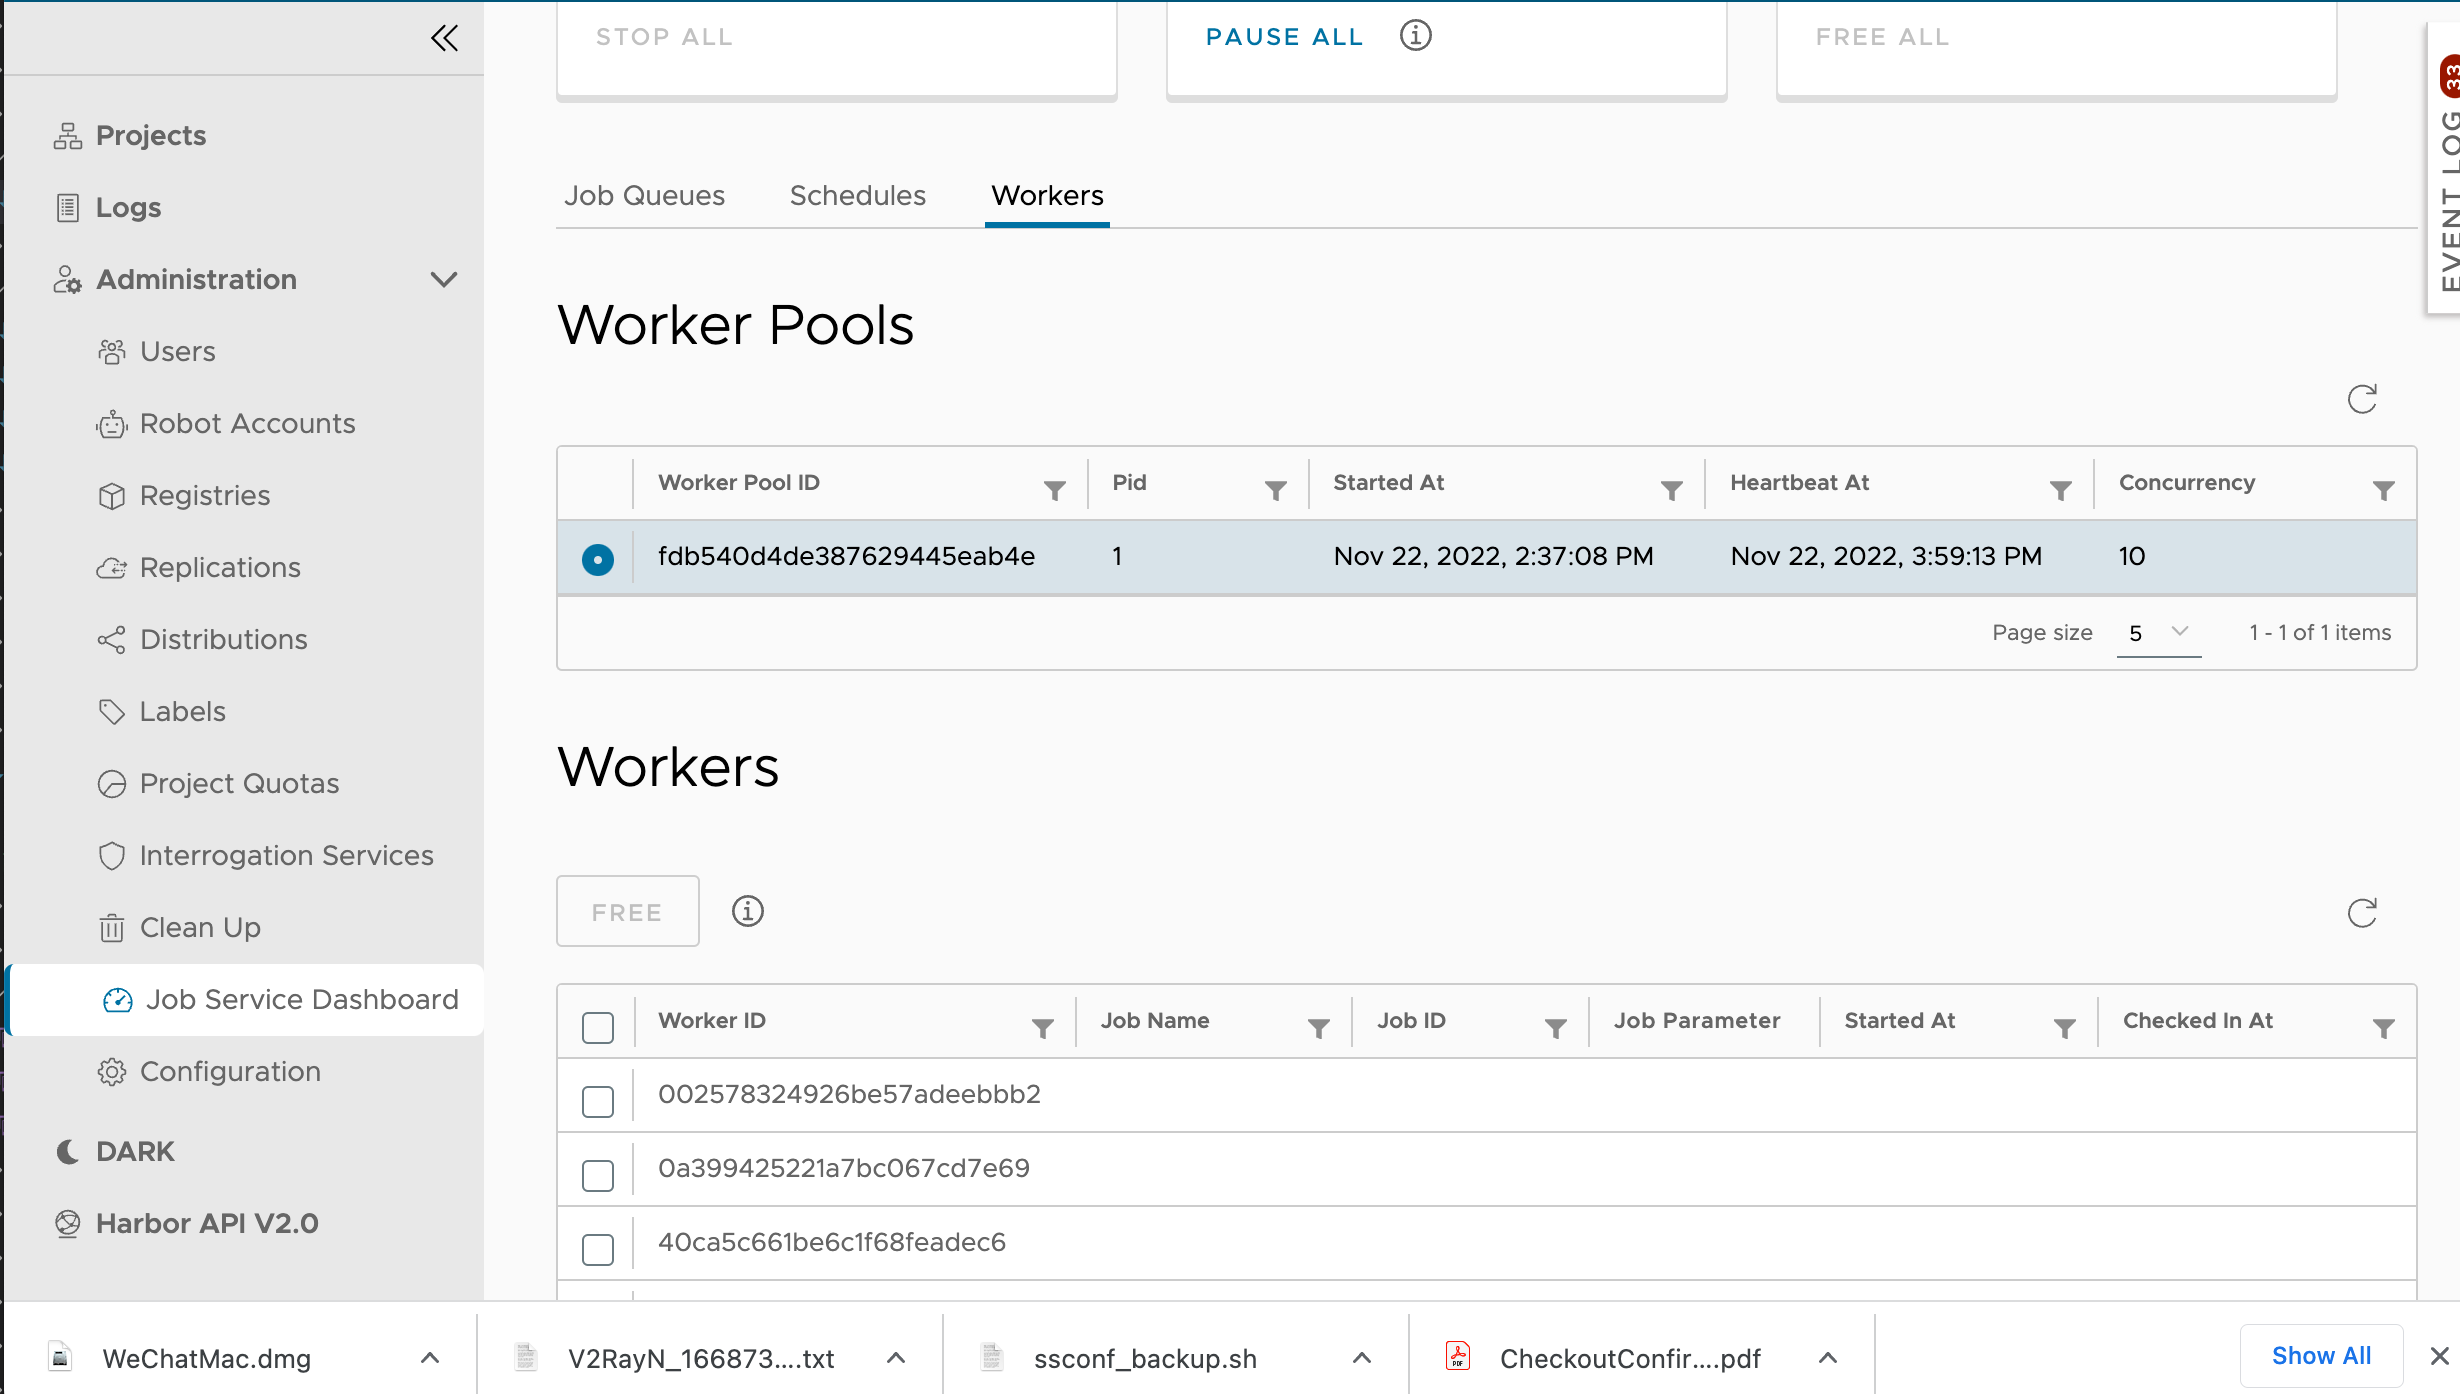 STOP ALL
PAUSE ALL
FREE ALL
33
EVENT LOG
Projects
Logs
Administration
Users
Robot Accounts
Registries
Replications
Distributions
Labels
Project Quotas
Interrogation Services
Clean Up
Job Service Dashboard
Configuration
DARK
Harbor API V2.0
Job Queues Schedules Workers
Worker Pools
Worker Pool ID Pid Started At Heartbeat At Concurrency
fdb540d4de387629445eab4e 1 Nov 22, 2022, 2:37:08 PM Nov 22, 2022, 3:59:13 PM 10
Page size 5 1 - 1 of 1 items
Workers
FREE
Worker ID Job Name Job ID Job Parameter Started At Checked In At
002578324926be57adeebbb2
0a399425221a7bc067cd7e69
40ca5c661be6c1f68feadec6
WeChatMac.dmg V2RayN_166873....txt ssconf_backup.sh CheckoutConfir....pdf Show All